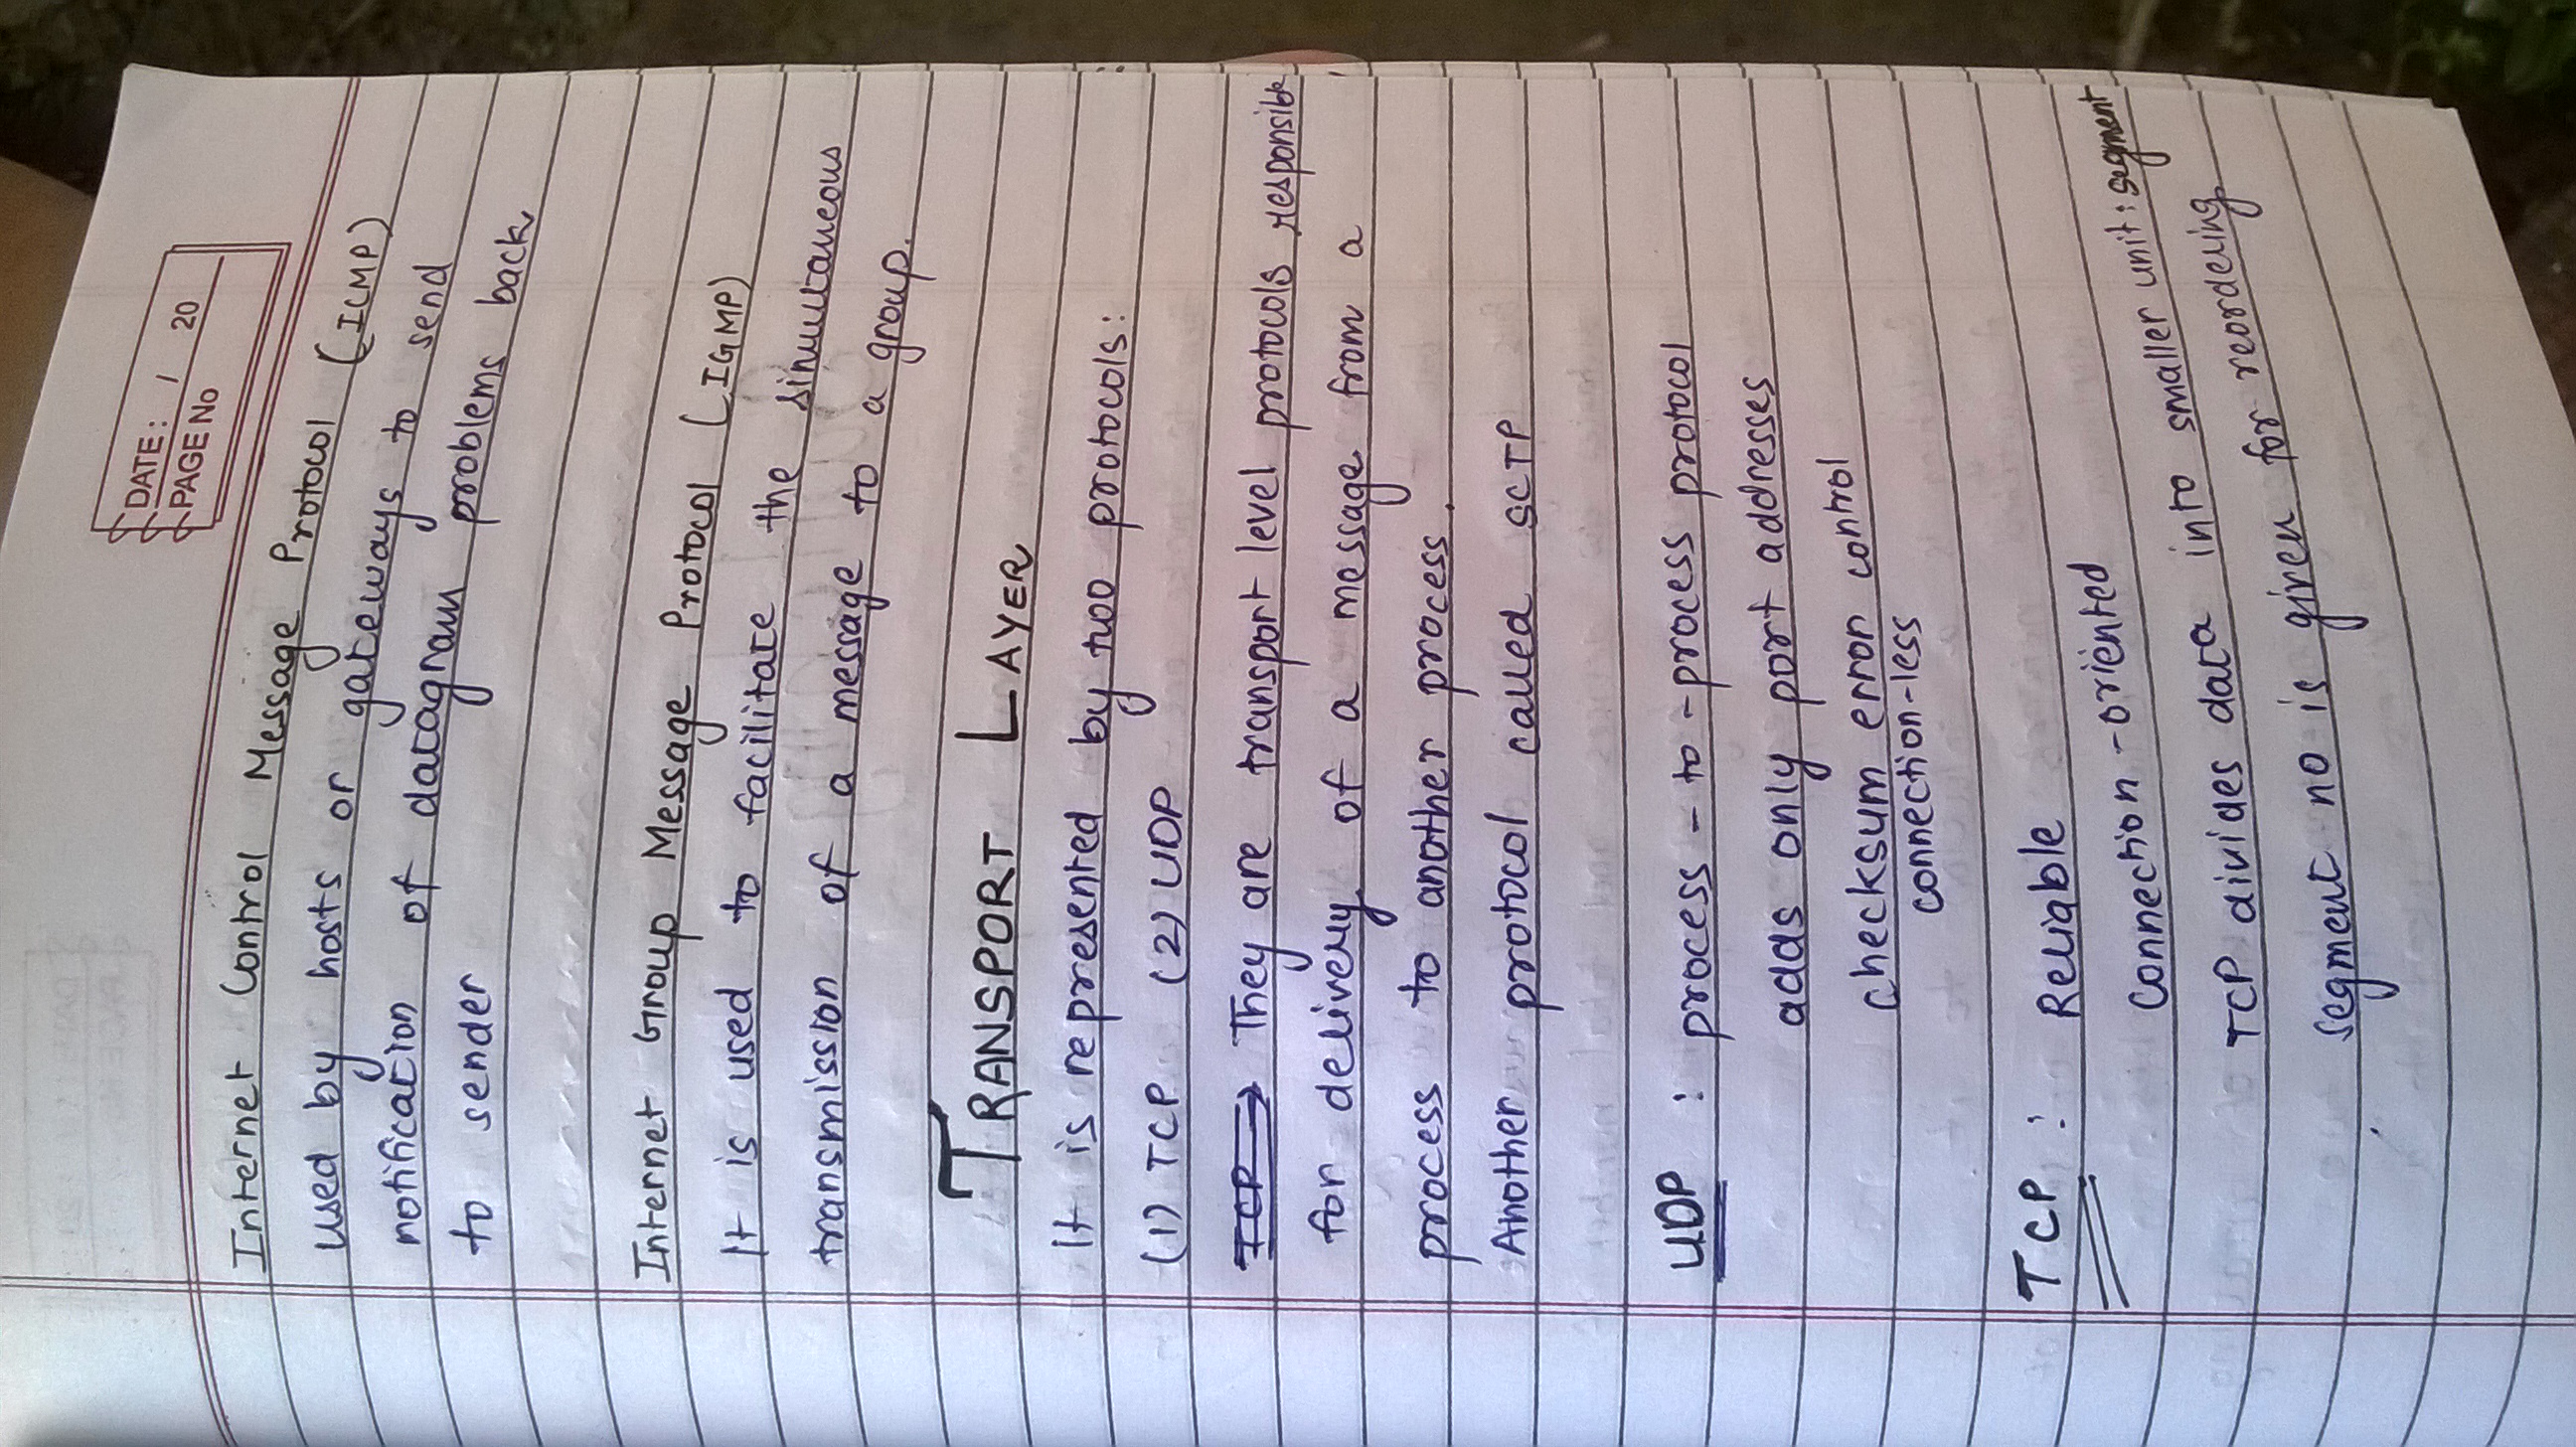 DATE: / 20
PAGE No
Internet Control Message Protocol (ICMP)
used by hosts or gateways to send
notification of datagram problems back
to sender
Internet Group Message Protocol (IGMP)
It is used to facilitate the simultaneous
transmission of a message to a group.
TRANSPORT LAYER
It is represented by two protocols:
(1) TCP (2) UDP
TCP They are transport level protocols responsible
for delivery of a message from a
process to another process.
Another protocol called SCTP
UDP : process-to-process protocol
adds only port addresses
checksum error control
connection-less
TCP : Reliable
Connection-oriented
TCP divides data into smaller unit: segment
segment no is given for reordering